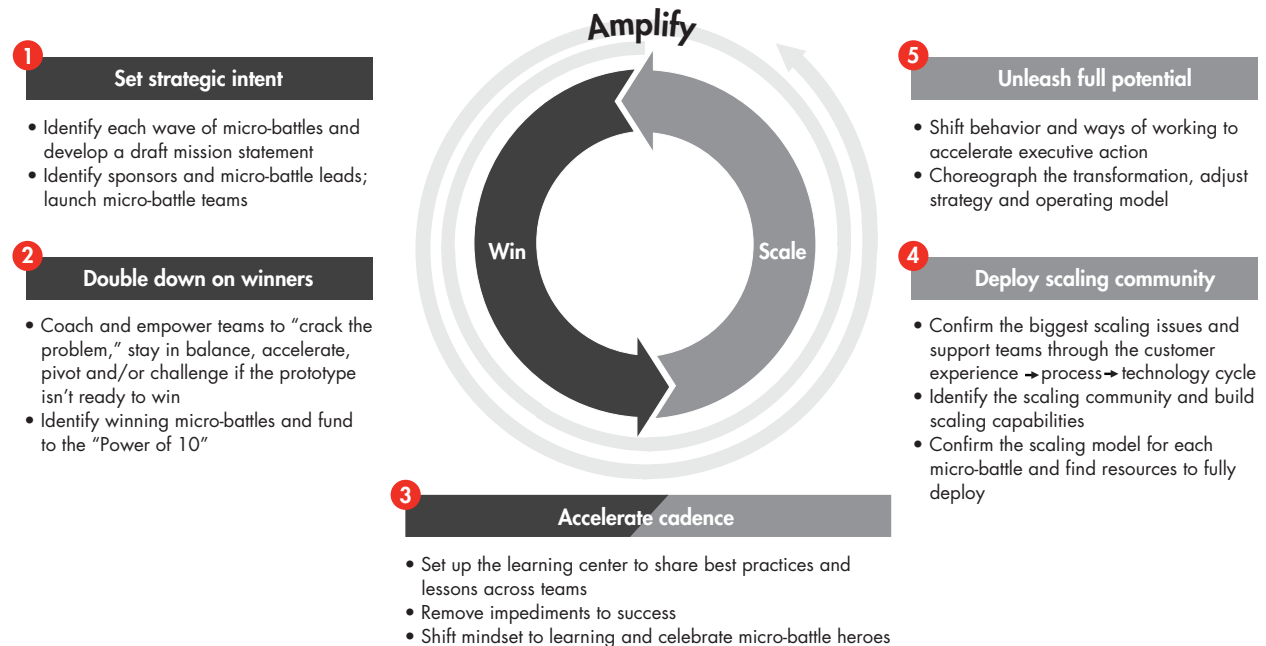 Amplify
Win
Scale
1
Set strategic intent
• Identify each wave of micro-battles and
develop a draft mission statement
• Identify sponsors and micro-battle leads;
launch micro-battle teams
2
Double down on winners
• Coach and empower teams to “crack the
problem,” stay in balance, accelerate,
pivot and/or challenge if the prototype
isn’t ready to win
• Identify winning micro-battles and fund
to the “Power of 10”
3
Accelerate cadence
• Set up the learning center to share best practices and
lessons across teams
• Remove impediments to success
• Shift mindset to learning and celebrate micro-battle heroes
4
Deploy scaling community
• Confirm the biggest scaling issues and
support teams through the customer
experience → process → technology cycle
• Identify the scaling community and build
scaling capabilities
• Confirm the scaling model for each
micro-battle and find resources to fully
deploy
5
Unleash full potential
• Shift behavior and ways of working to
accelerate executive action
• Choreograph the transformation, adjust
strategy and operating model